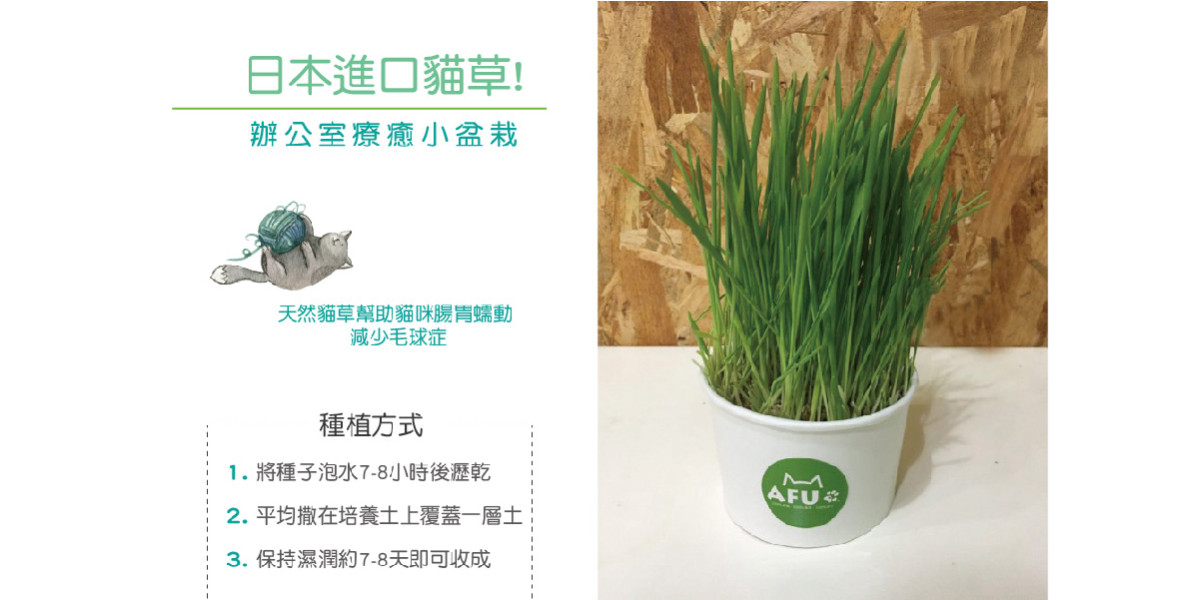 日本進口貓草!
辦公室療癒小盆栽
天然貓草幫助貓咪腸胃蠕動
減少毛球症
種植方式
1. 將種子泡水7-8小時後瀝乾
2. 平均撒在培養土上覆蓋一層土
3. 保持濕潤約7-8天即可收成
AFU